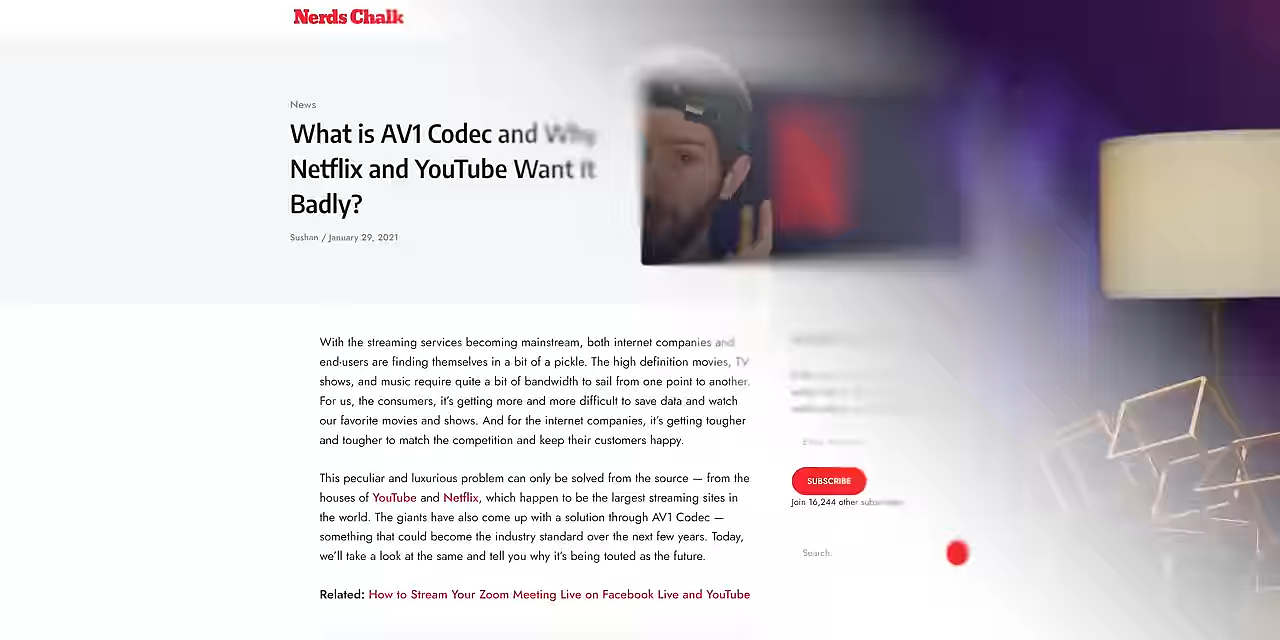 Nerds Chalk
News
What is AV1 Codec and Why
Netflix and YouTube Want It
Badly?
Sushan / January 29, 2021
With the streaming services becoming mainstream, both internet companies and
end-users are finding themselves in a bit of a pickle. The high definition movies, TV
shows, and music require quite a bit of bandwidth to sail from one point to another.
For us, the consumers, it's getting more and more difficult to save data and watch
our favorite movies and shows. And for the internet companies, it's getting tougher
and tougher to match the competition and keep their customers happy.
This peculiar and luxurious problem can only be solved from the source — from the
houses of YouTube and Netflix, which happen to be the largest streaming sites in
the world. The giants have also come up with a solution through AV1 Codec —
something that could become the industry standard over the next few years. Today,
we'll take a look at the same and tell you why it's being touted as the future.
Related: How to Stream Your Zoom Meeting Live on Facebook Live and YouTube
SUBSCRIBE
Join 16,244 other subscribers
Search.